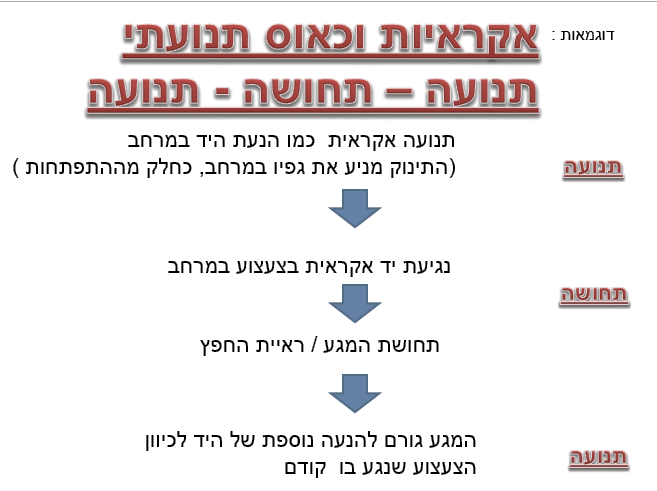 דוגמאות :
אקראיות וכאוס תנועתי
תנועה – תחושה - תנועה
תנועה אקראית כמו הנעת היד במרחב
(התינוק מניע את גפיו במרחב, כחלק מההתפתחות )
תנועה
נגיעת יד אקראית בצעצוע במרחב
תחושה
תחושת המגע / ראיית החפץ
המגע גורם להנעה נוספת של היד לכיוון
הצעצוע שנגע בו קודם
תנועה